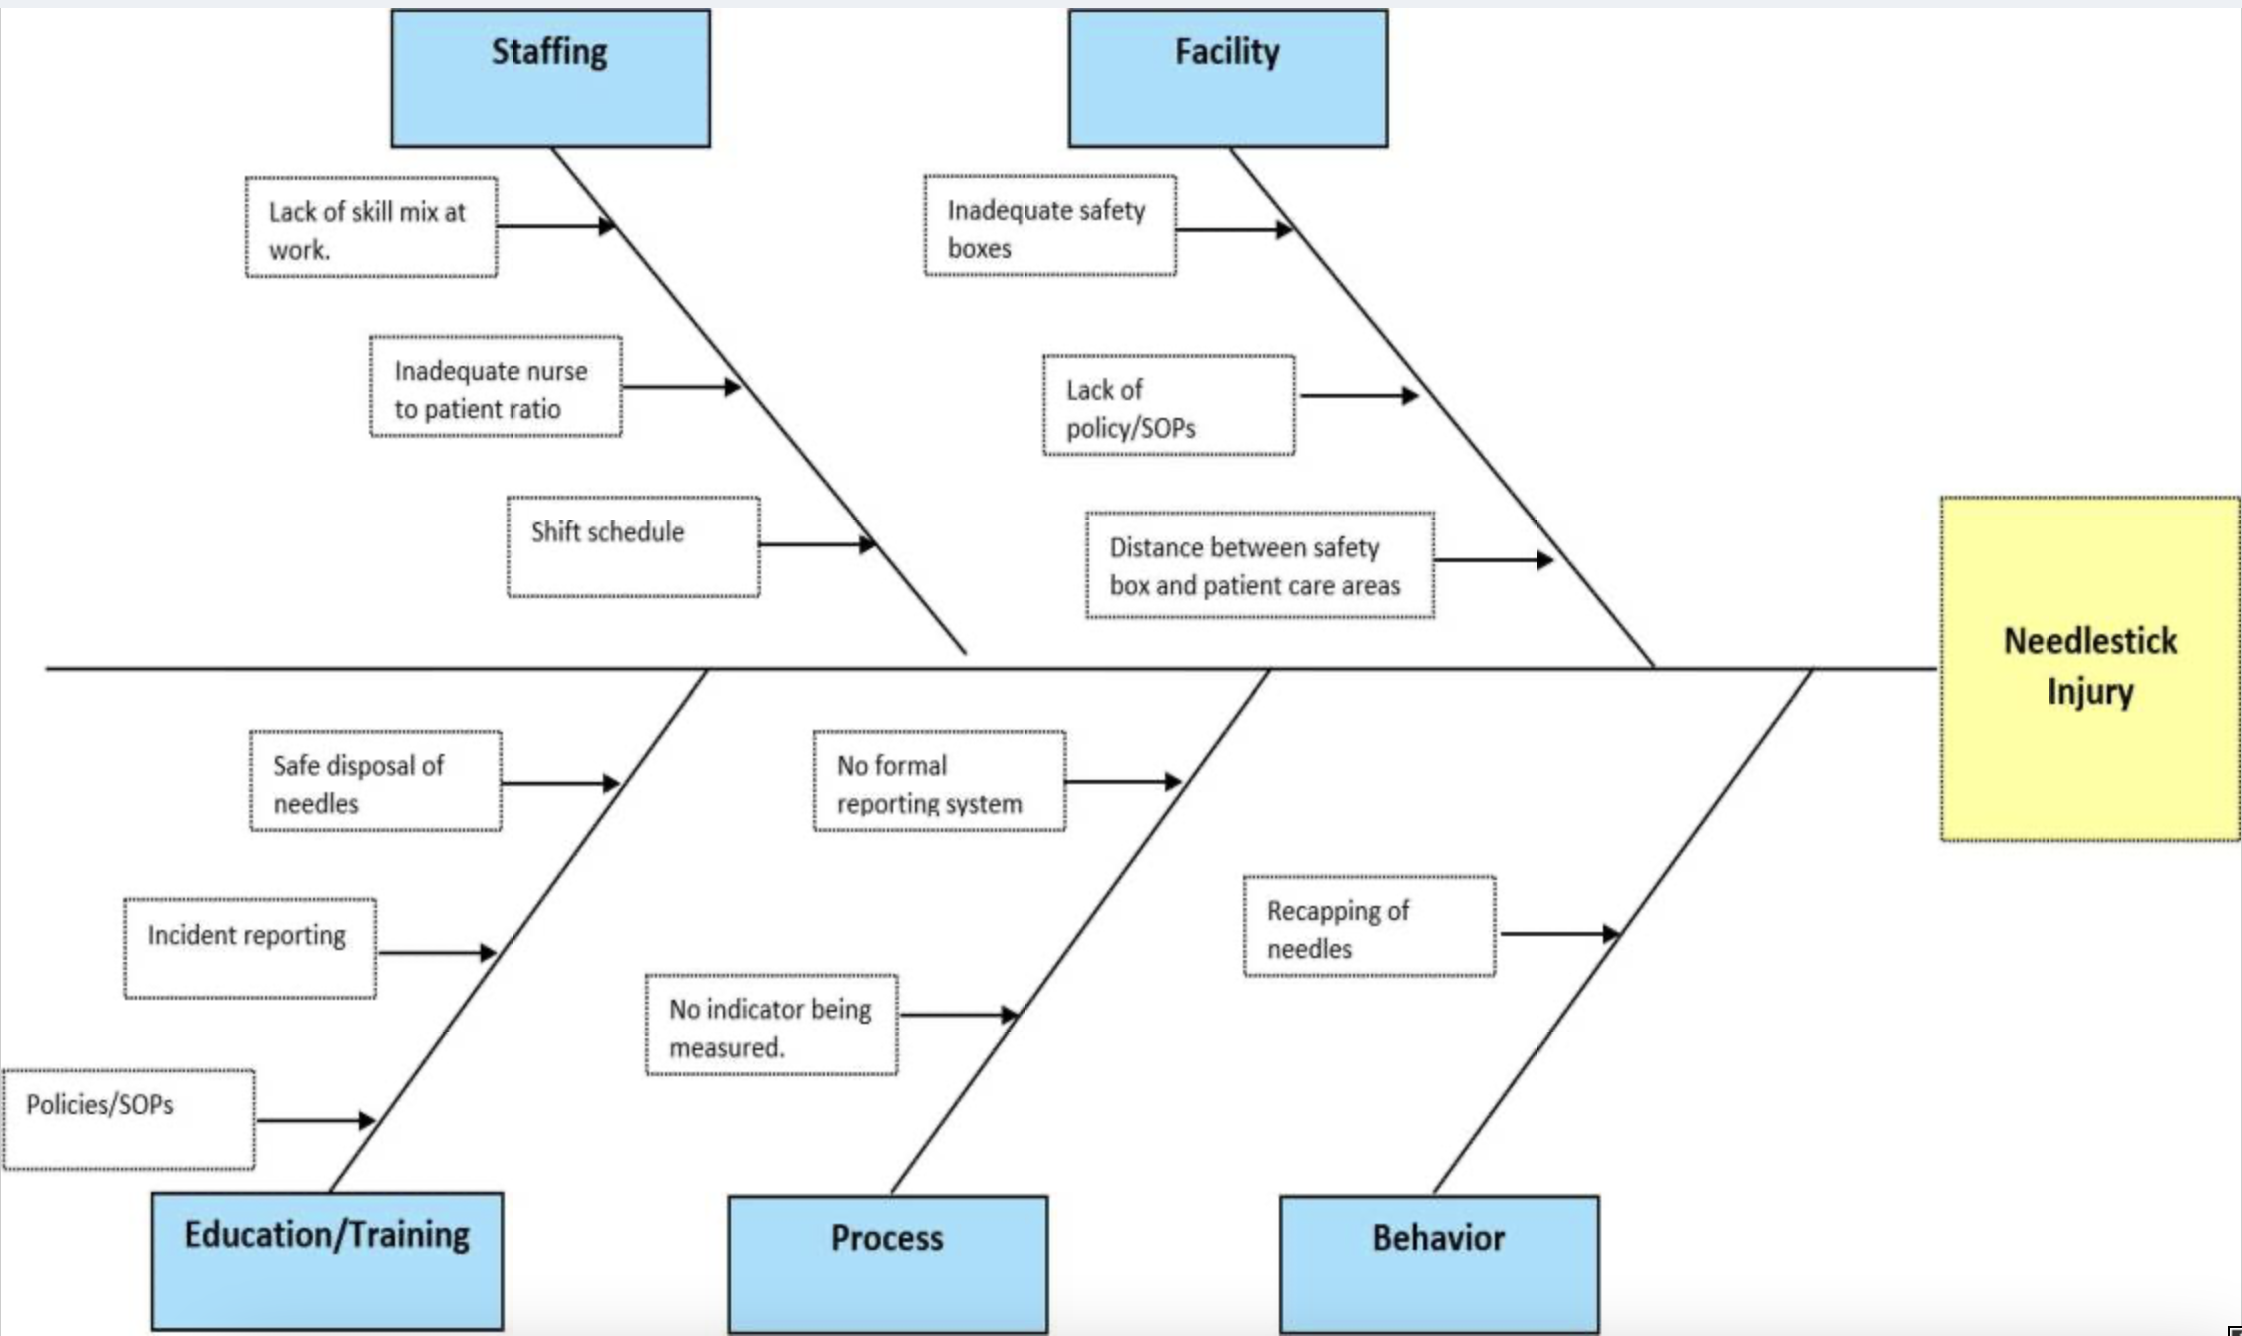 Staffing
Facility
Lack of skill mix at
work.
Inadequate safety
boxes
Inadequate nurse
to patient ratio
Lack of
policy/SOPs
Shift schedule
Distance between safety
box and patient care areas
Needlestick
Injury
Safe disposal of
needles
No formal
reporting system
Recapping of
needles
Incident reporting
No indicator being
measured.
Policies/SOPs
Education/Training
Process
Behavior